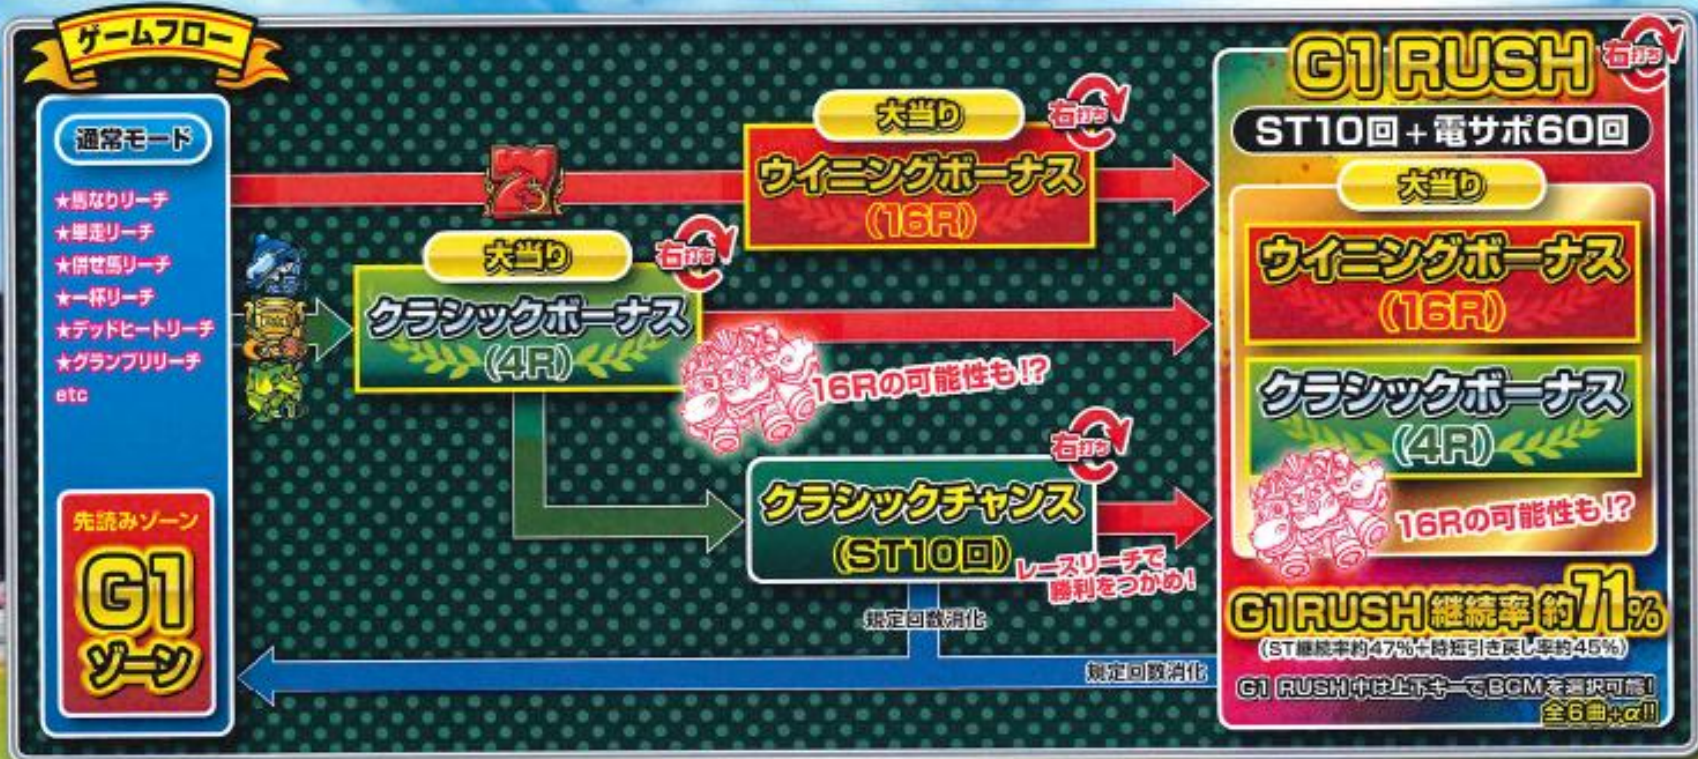 ゲームフロー
通常モード
★馬なりリーチ
★単走リーチ
★併せ馬リーチ
★一杯リーチ
★デッドヒートリーチ
★グランプリリーチ
etc
先読みゾーン
G1
ゾーン
7
大当り
右打ち
ウイニングボーナス
(16R)
大当り
右打ち
クラシックボーナス
(4R)
16Rの可能性も!?
右打ち
クラシックチャンス
(ST10回)
レースリーチで
勝利をつかめ!
規定回数消化
規定回数消化
G1 RUSH
右打ち
ST10回+電サポ60回
大当り
ウイニングボーナス
(16R)
クラシックボーナス
(4R)
16Rの可能性も!?
G1 RUSH 継続率 約71%
(ST継続率約47%+時短引き戻し率約45%)
G1 RUSH中は上下キーでBGMを選択可能!
全6曲+α!!